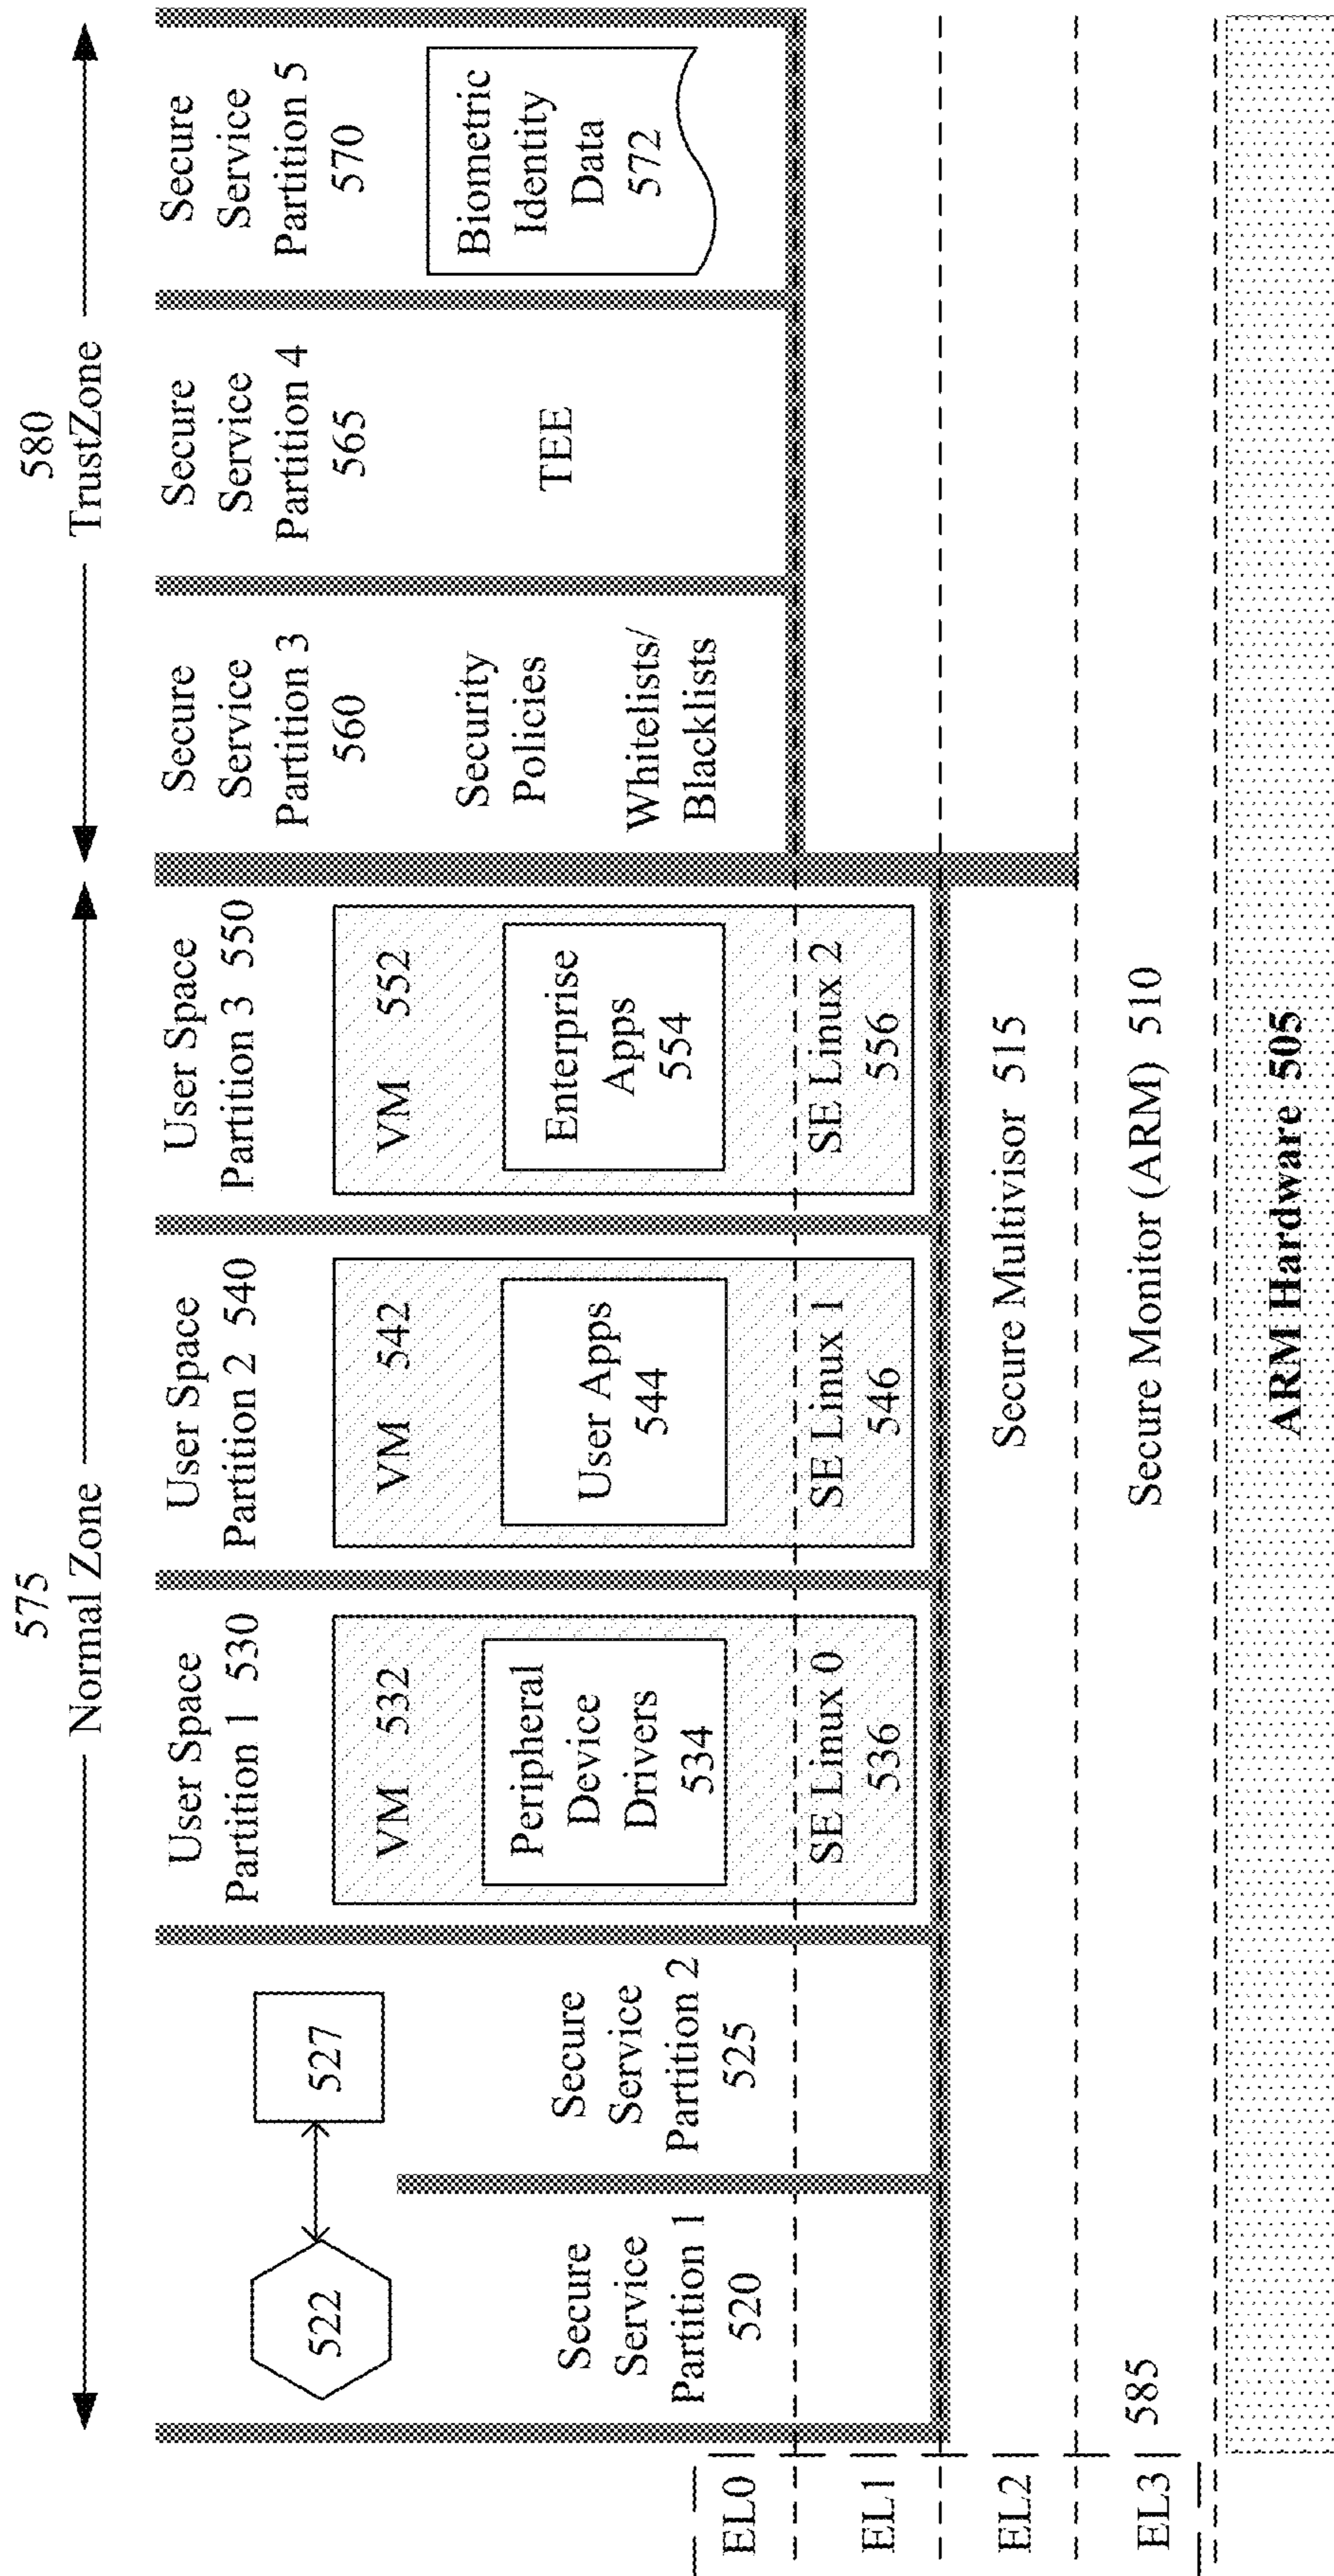 575
Normal Zone
580
TrustZone
522
527
Secure
Service
Partition 1
520
Secure
Service
Partition 2
525
User Space
Partition 1 530
VM 532
Peripheral
Device
Drivers
534
SE Linux 0
536
User Space
Partition 2 540
VM 542
User Apps
544
SE Linux 1
546
User Space
Partition 3 550
VM 552
Enterprise
Apps
554
SE Linux 2
556
Secure
Service
Partition 3
560
Security
Policies
Whitelists/
Blacklists
Secure
Service
Partition 4
565
TEE
Secure
Service
Partition 5
570
Biometric
Identity
Data
572
EL0
EL1
EL2
Secure Multivisor 515
EL3
585
Secure Monitor (ARM) 510
ARM Hardware 505